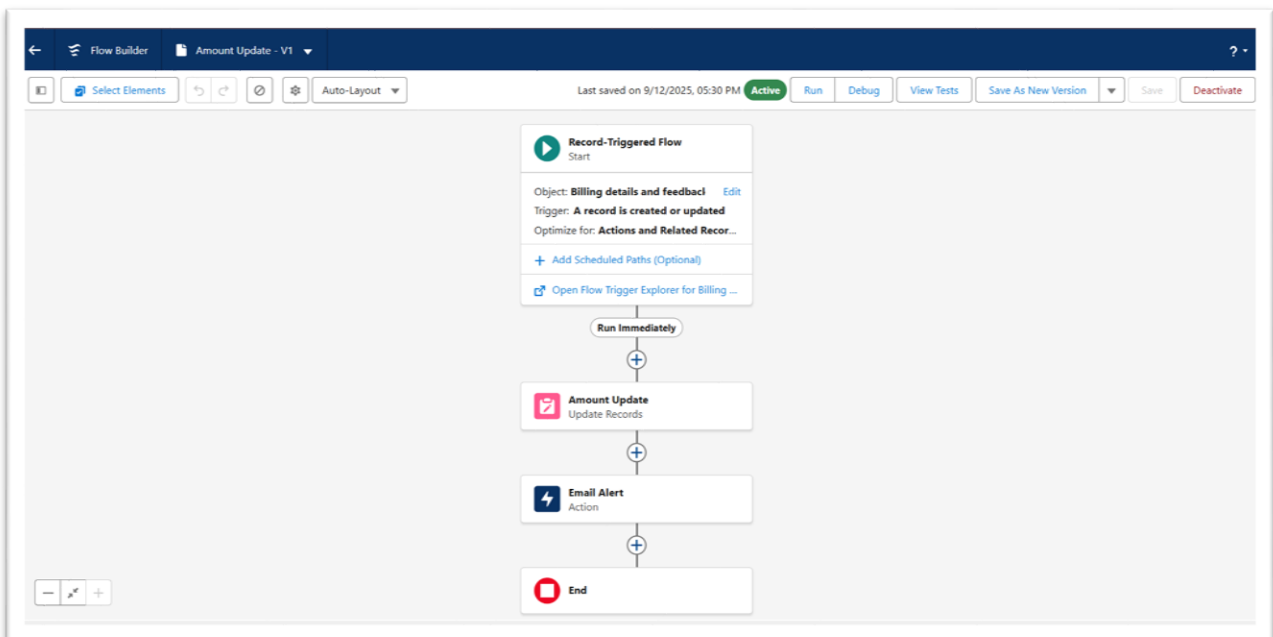 Flow Builder
Amount Update - V1
? 
Select Elements
Auto-Layout
Last saved on 9/12/2025, 05:30 PM
Active
Run
Debug
View Tests
Save As New Version
Save
Deactivate
Record-Triggered Flow
Start
Object: Billing details and feedback
Edit
Trigger: A record is created or updated
Optimize for: Actions and Related Recor...
+ Add Scheduled Paths (Optional)
Open Flow Trigger Explorer for Billing ...
Run Immediately
Amount Update
Update Records
Email Alert
Action
End